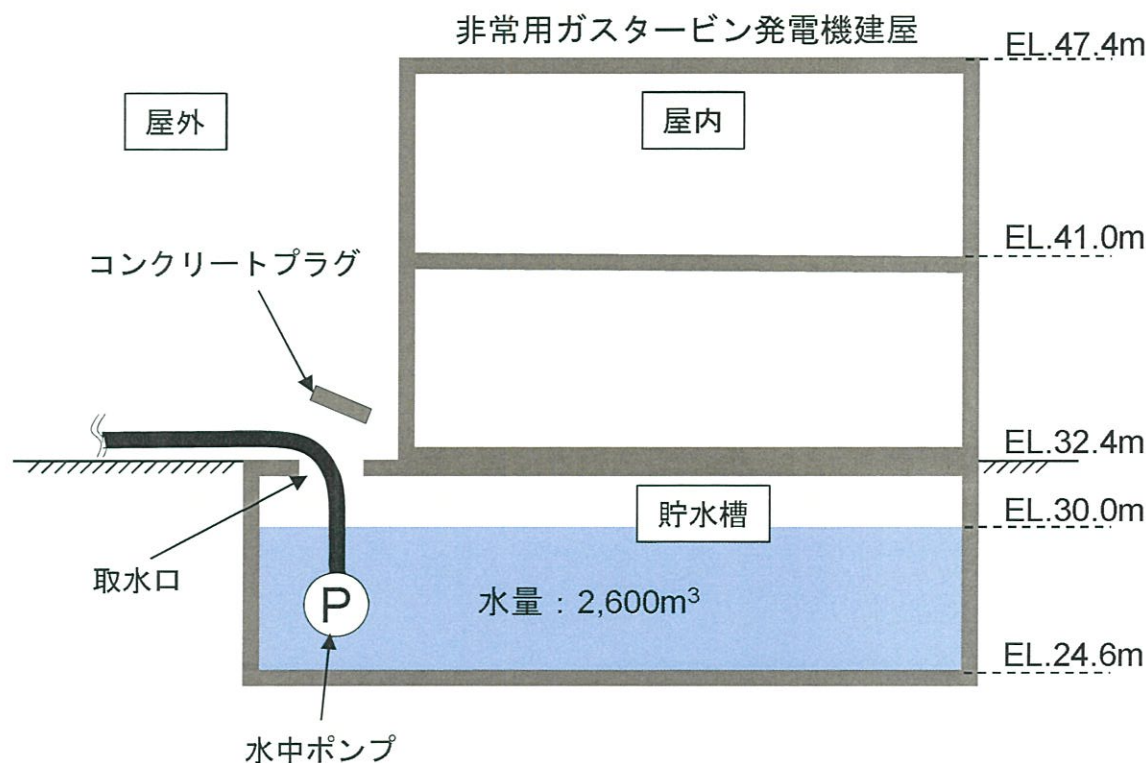 非常用ガスタービン発電機建屋
EL.47.4m
屋外
屋内
コンクリートプラグ
EL.41.0m
EL.32.4m
貯水槽
EL.30.0m
取水口
P
水量：2,600m³
EL.24.6m
水中ポンプ